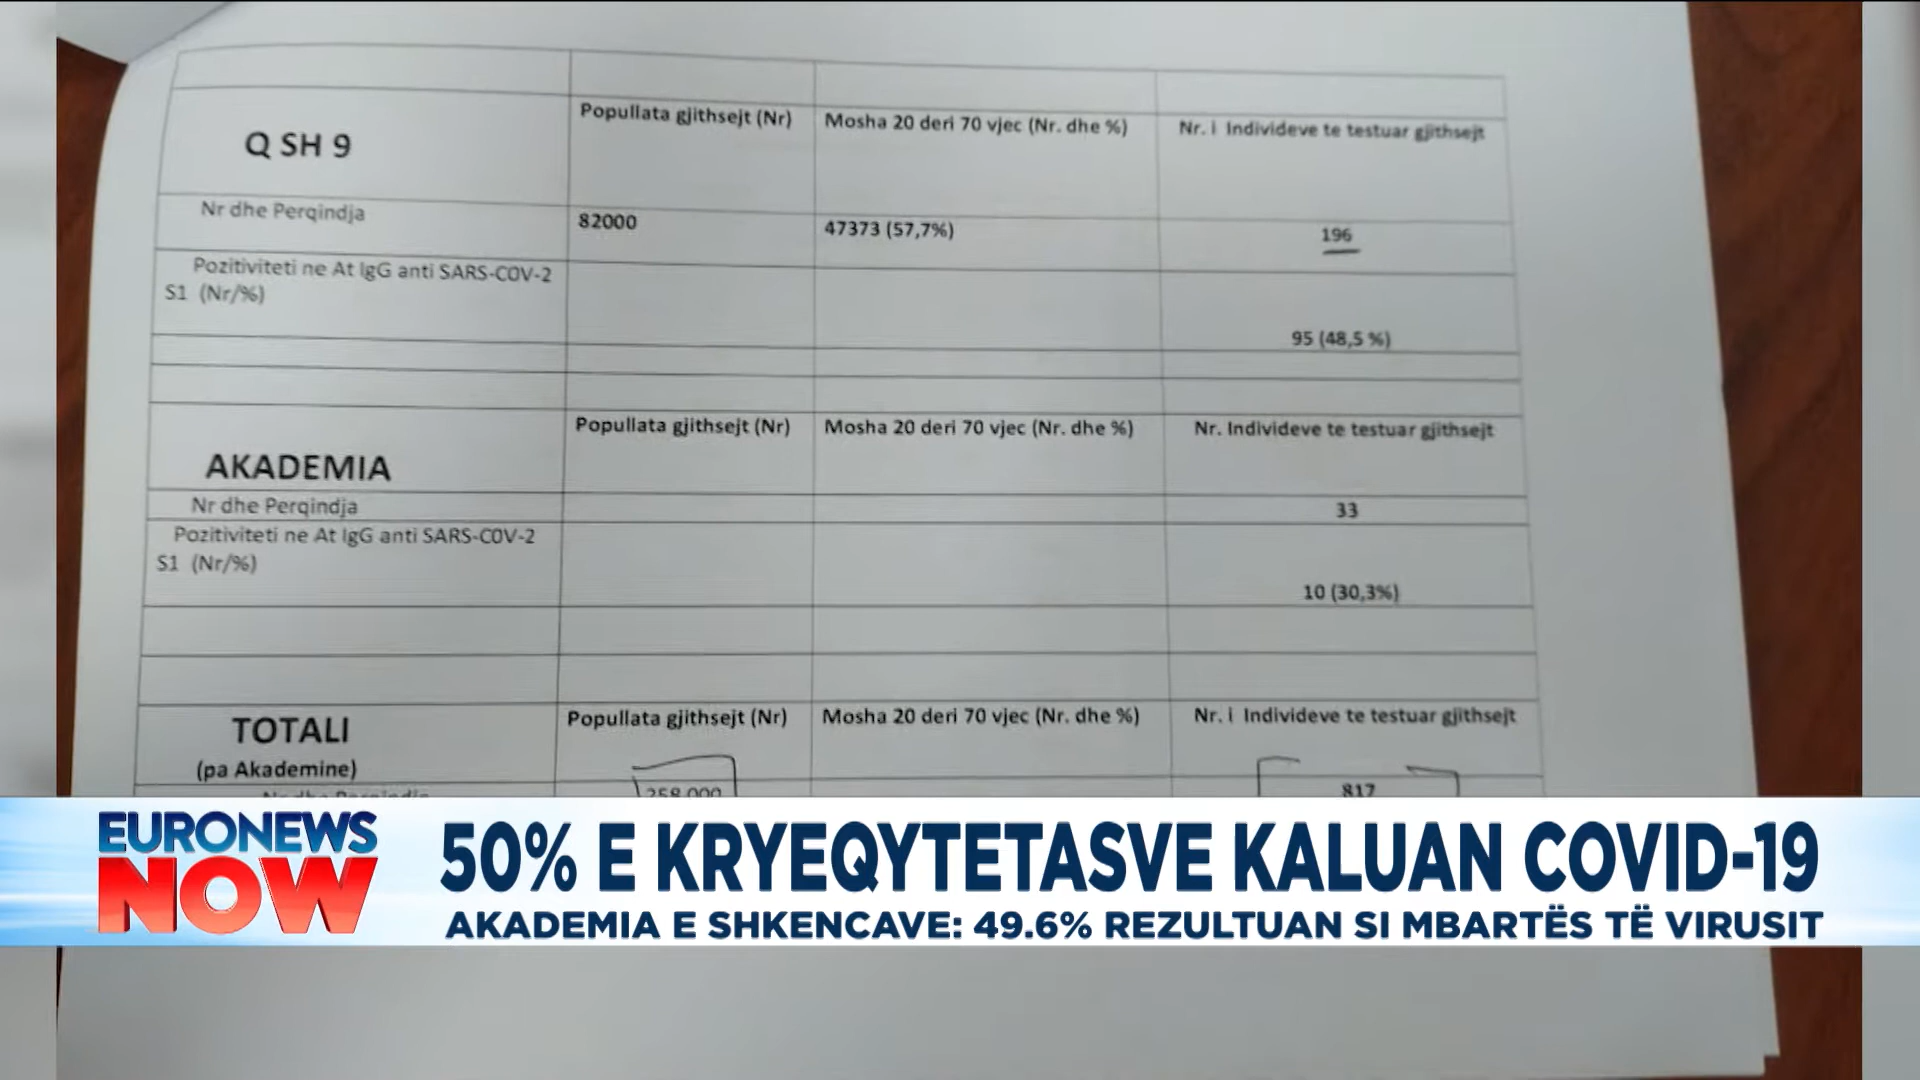 Popullata gjithsejt (Nr) Mosha 20 deri 70 vjec (Nr. dhe %) Nr. i Individeve te testuar gjithsejt
Q SH 9
Nr dhe Perqindja 82000 47373 (57,7%) 196
Pozitiviteti ne At IgG anti SARS-COV-2
S1 (Nr/%)
95 (48,5 %)
Popullata gjithsejt (Nr) Mosha 20 deri 70 vjec (Nr. dhe %) Nr. Individeve te testuar gjithsejt
AKADEMIA
Nr dhe Perqindja 33
Pozitiviteti ne At IgG anti SARS-COV-2
S1 (Nr/%)
10 (30,3%)
TOTALI Popullata gjithsejt (Nr) Mosha 20 deri 70 vjec (Nr. dhe %) Nr. i Individeve te testuar gjithsejt
(pa Akademine)
817
EURONEWS
NOW
50% E KRYEQYTETASVE KALUAN COVID-19
AKADEMIA E SHKENCAVE: 49.6% REZULTUAN SI MBARTËS TË VIRUSIT